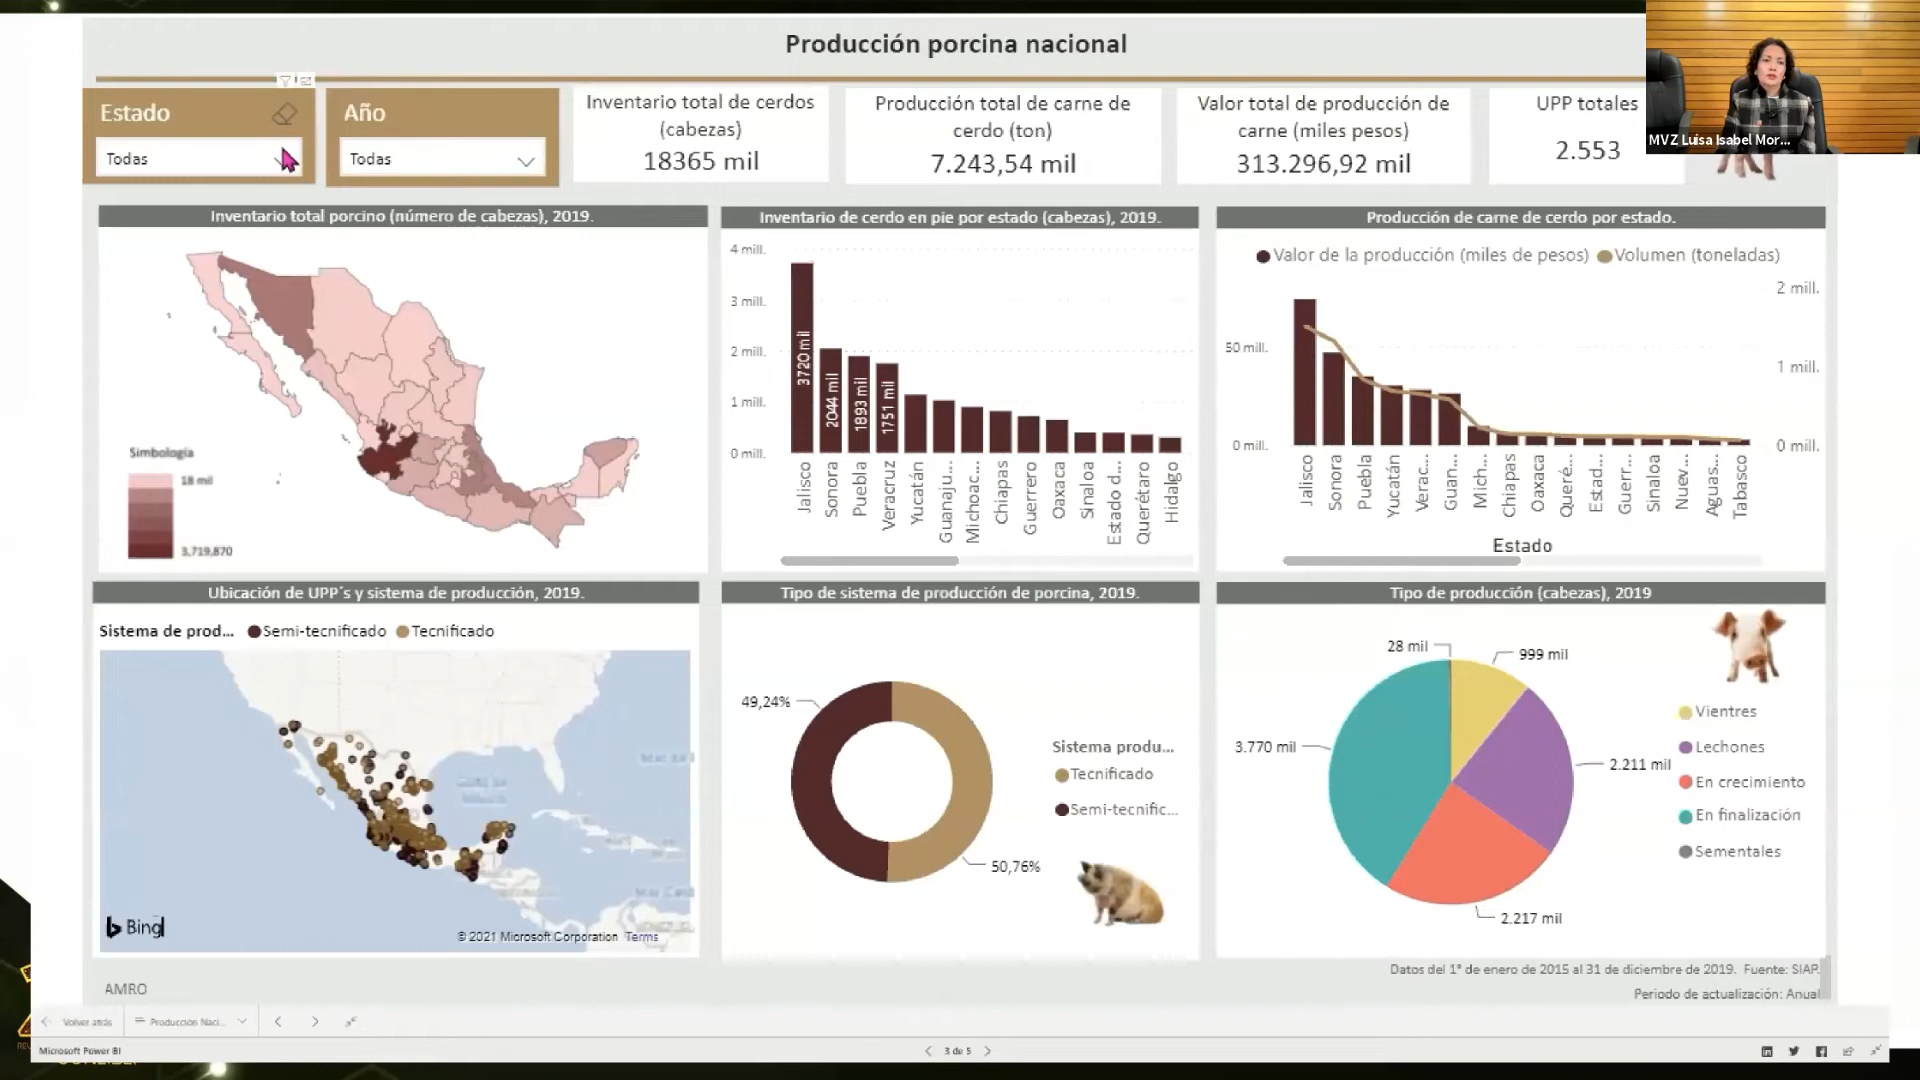 Producción porcina nacional
Estado
Todas
Año
Todas
Inventario total de cerdos
(cabezas)
18365 mil
Producción total de carne de
cerdo (ton)
7.243,54 mil
Valor total de producción de
carne (miles pesos)
313.296,92 mil
UPP totales
2.553
MVZ Luisa Isabel Mor...
Inventario total porcino (número de cabezas), 2019.
Simbología
18 mil
3,719,870
Inventario de cerdo en pie por estado (cabezas), 2019.
4 mill.
3 mill.
2 mill.
1 mill.
0 mill.
3720 mil
2044 mil
1893 mil
1751 mil
Jalisco
Sonora
Puebla
Veracruz
Yucatán
Guanaju...
Michoac...
Chiapas
Guerrero
Oaxaca
Sinaloa
Estado d...
Querétaro
Hidalgo
Producción de carne de cerdo por estado.
Valor de la producción (miles de pesos)
Volumen (toneladas)
50 mill.
0 mill.
2 mill.
1 mill.
0 mill.
Jalisco
Sonora
Puebla
Yucatán
Verac...
Guan...
Mich...
Chiapas
Oaxaca
Queré...
Estad...
Guerr...
Sinaloa
Nuev...
Aguas...
Tabasco
Estado
Ubicación de UPP´s y sistema de producción, 2019.
Sistema de prod...
Semi-tecnificado
Tecnificado
Bing
© 2021 Microsoft Corporation Terms
Tipo de sistema de producción de porcina, 2019.
49,24%
50,76%
Sistema produ...
Tecnificado
Semi-tecnific...
Tipo de producción (cabezas), 2019
28 mil
999 mil
3.770 mil
2.211 mil
2.217 mil
Vientres
Lechones
En crecimiento
En finalización
Sementales
Datos del 1° de enero de 2015 al 31 de diciembre de 2019. Fuente: SIAP.
Periodo de actualización: Anual
AMRO
Volver atrás
Producción Naci...
Microsoft Power BI
3 de 5